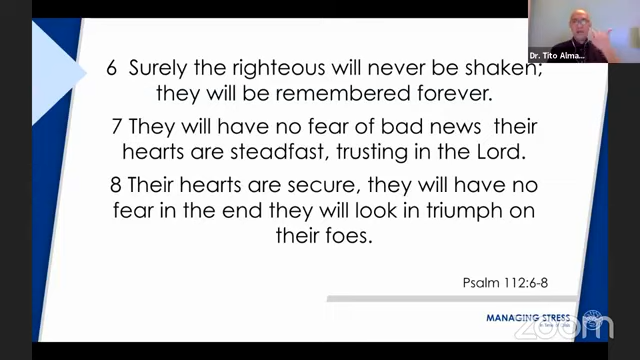 Dr. Tito Alma...
6 Surely the righteous will never be shaken;
they will be remembered forever.
7 They will have no fear of bad news their
hearts are steadfast, trusting in the Lord.
8 Their hearts are secure, they will have no
fear in the end they will look in triumph on
their foes.
Psalm 112:6-8
MANAGING STRESS
zoom